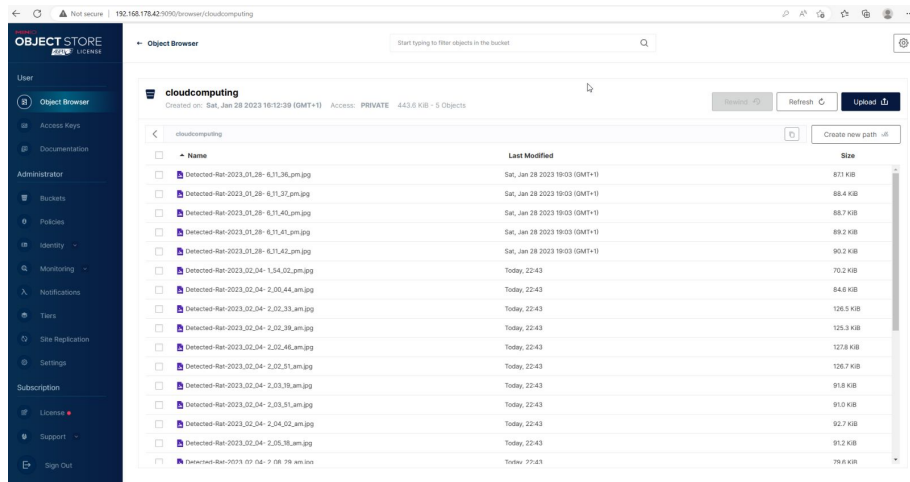 Not secure | 192.168.178.42:9090/browser/cloudcomputing
OBJECT STORE
LICENSE
← Object Browser
Start typing to filter objects in the bucket
User
Object Browser
Access Keys
Documentation
Administrator
Buckets
Policies
Identity
Monitoring
Notifications
Tiers
Site Replication
Settings
Subscription
License
Support
Sign Out
cloudcomputing
Created on: Sat, Jan 28 2023 16:12:39 (GMT+1) Access: PRIVATE 443.6 KiB - 5 Objects
Rewind Refresh Upload
cloudcomputing Create new path
Name Last Modified Size
Detected-Rat-2023_01_28- 6_11_36_pm.jpg Sat, Jan 28 2023 19:03 (GMT+1) 87.1 KiB
Detected-Rat-2023_01_28- 6_11_37_pm.jpg Sat, Jan 28 2023 19:03 (GMT+1) 88.4 KiB
Detected-Rat-2023_01_28- 6_11_40_pm.jpg Sat, Jan 28 2023 19:03 (GMT+1) 88.7 KiB
Detected-Rat-2023_01_28- 6_11_41_pm.jpg Sat, Jan 28 2023 19:03 (GMT+1) 89.2 KiB
Detected-Rat-2023_01_28- 6_11_42_pm.jpg Sat, Jan 28 2023 19:03 (GMT+1) 90.2 KiB
Detected-Rat-2023_02_04- 1_54_02_pm.jpg Today, 22:43 70.2 KiB
Detected-Rat-2023_02_04- 2_00_44_am.jpg Today, 22:43 84.6 KiB
Detected-Rat-2023_02_04- 2_02_33_am.jpg Today, 22:43 126.5 KiB
Detected-Rat-2023_02_04- 2_02_39_am.jpg Today, 22:43 125.3 KiB
Detected-Rat-2023_02_04- 2_02_46_am.jpg Today, 22:43 127.8 KiB
Detected-Rat-2023_02_04- 2_02_51_am.jpg Today, 22:43 126.7 KiB
Detected-Rat-2023_02_04- 2_03_19_am.jpg Today, 22:43 91.8 KiB
Detected-Rat-2023_02_04- 2_03_51_am.jpg Today, 22:43 91.0 KiB
Detected-Rat-2023_02_04- 2_04_02_am.jpg Today, 22:43 92.7 KiB
Detected-Rat-2023_02_04- 2_05_18_am.jpg Today, 22:43 91.2 KiB
Detected-Rat-2023_02_04- 2_08_29_am.jpg Today, 22:43 79.6 KiB